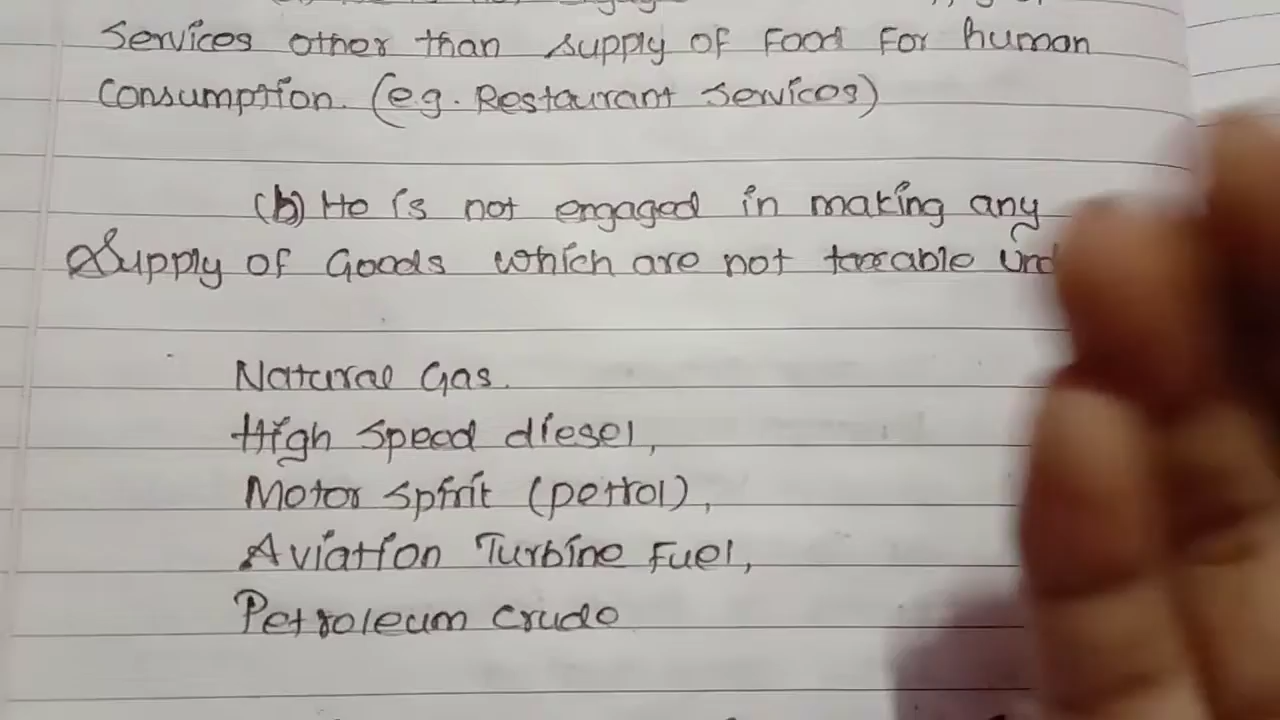 Services other than supply of Food For human
Consumption. (e.g. Restaurant Services)
(b) He is not engaged in making any
Supply of Goods which are not taxable
Natural Gas.
High Speed diesel,
Motor Spirit (petrol),
Aviation Turbine Fuel,
Petroleum Crude